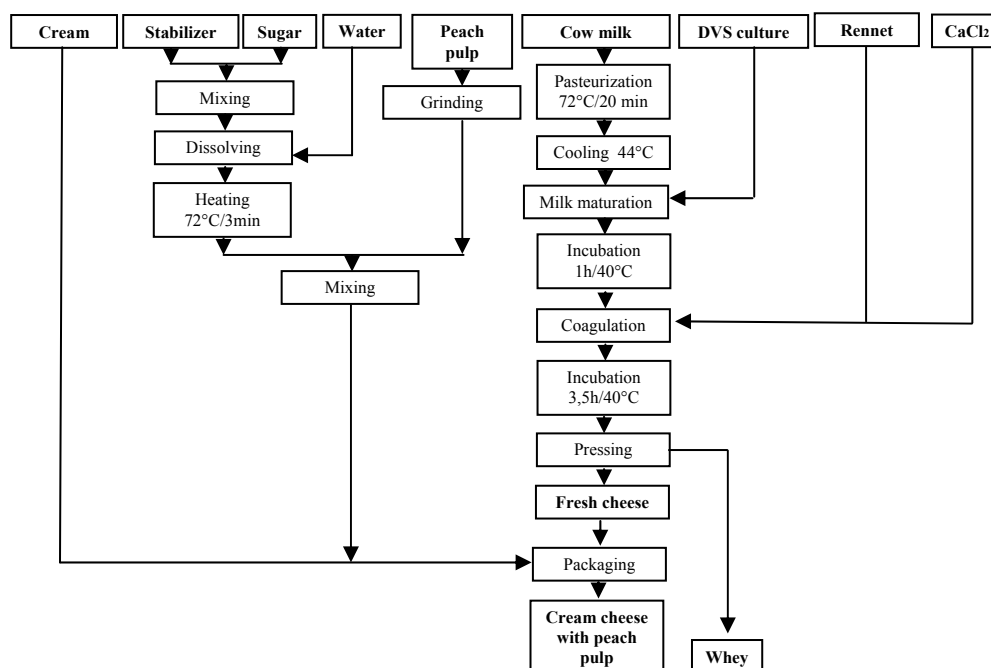 Cream
Stabilizer
Sugar
Water
Peach
pulp
Cow milk
DVS culture
Rennet
CaCl₂
Mixing
Grinding
Pasteurization
72°C/20 min
Dissolving
Cooling 44°C
Heating
72°C/3min
Milk maturation
Incubation
1h/40°C
Mixing
Coagulation
Incubation
3,5h/40°C
Pressing
Fresh cheese
Packaging
Cream cheese
with peach
pulp
Whey